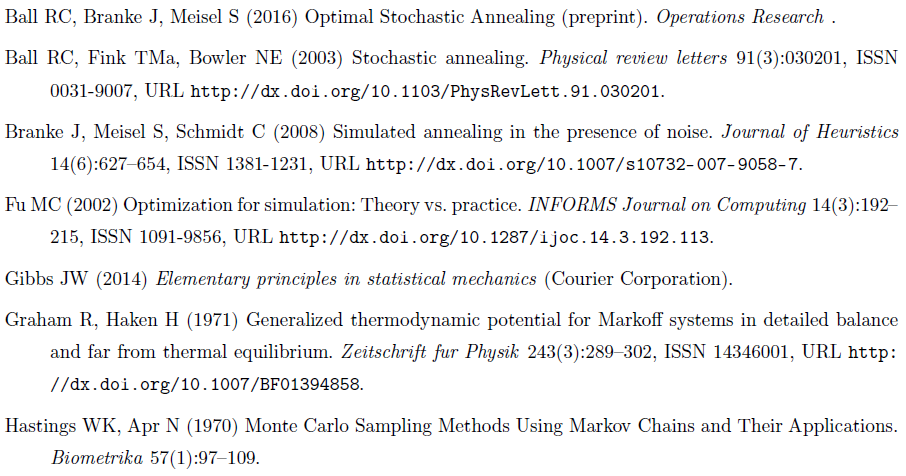 Ball RC, Branke J, Meisel S (2016) Optimal Stochastic Annealing (preprint). Operations Research .
Ball RC, Fink TMa, Bowler NE (2003) Stochastic annealing. Physical review letters 91(3):030201, ISSN
0031-9007, URL http://dx.doi.org/10.1103/PhysRevLett.91.030201.
Branke J, Meisel S, Schmidt C (2008) Simulated annealing in the presence of noise. Journal of Heuristics
14(6):627–654, ISSN 1381-1231, URL http://dx.doi.org/10.1007/s10732-007-9058-7.
Fu MC (2002) Optimization for simulation: Theory vs. practice. INFORMS Journal on Computing 14(3):192–
215, ISSN 1091-9856, URL http://dx.doi.org/10.1287/ijoc.14.3.192.113.
Gibbs JW (2014) Elementary principles in statistical mechanics (Courier Corporation).
Graham R, Haken H (1971) Generalized thermodynamic potential for Markoff systems in detailed balance
and far from thermal equilibrium. Zeitschrift fur Physik 243(3):289–302, ISSN 14346001, URL http:
//dx.doi.org/10.1007/BF01394858.
Hastings WK, Apr N (1970) Monte Carlo Sampling Methods Using Markov Chains and Their Applications.
Biometrika 57(1):97–109.